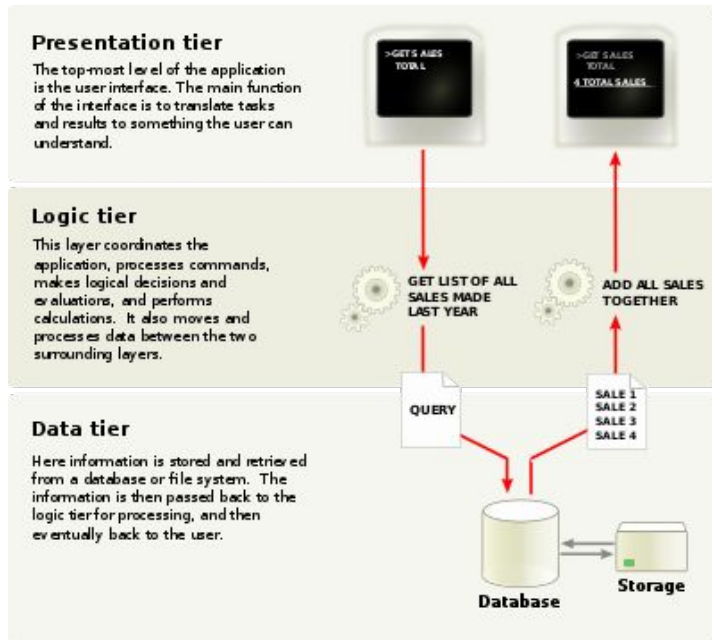 Presentation tier
The top-most level of the application
is the user interface. The main function
of the interface is to translate tasks
and results to something the user can
understand.
>GET SALES
TOTAL
>GET SALES
TOTAL
4 TOTAL SALES
Logic tier
This layer coordinates the
application, processes commands,
makes logical decisions and
evaluations, and performs
calculations. It also moves and
processes data between the two
surrounding layers.
GET LIST OF ALL
SALES MADE
LAST YEAR
ADD ALL SALES
TOGETHER
QUERY
SALE 1
SALE 2
SALE 3
SALE 4
Data tier
Here information is stored and retrieved
from a database or file system. The
information is then passed back to the
logic tier for processing, and then
eventually back to the user.
Database
Storage